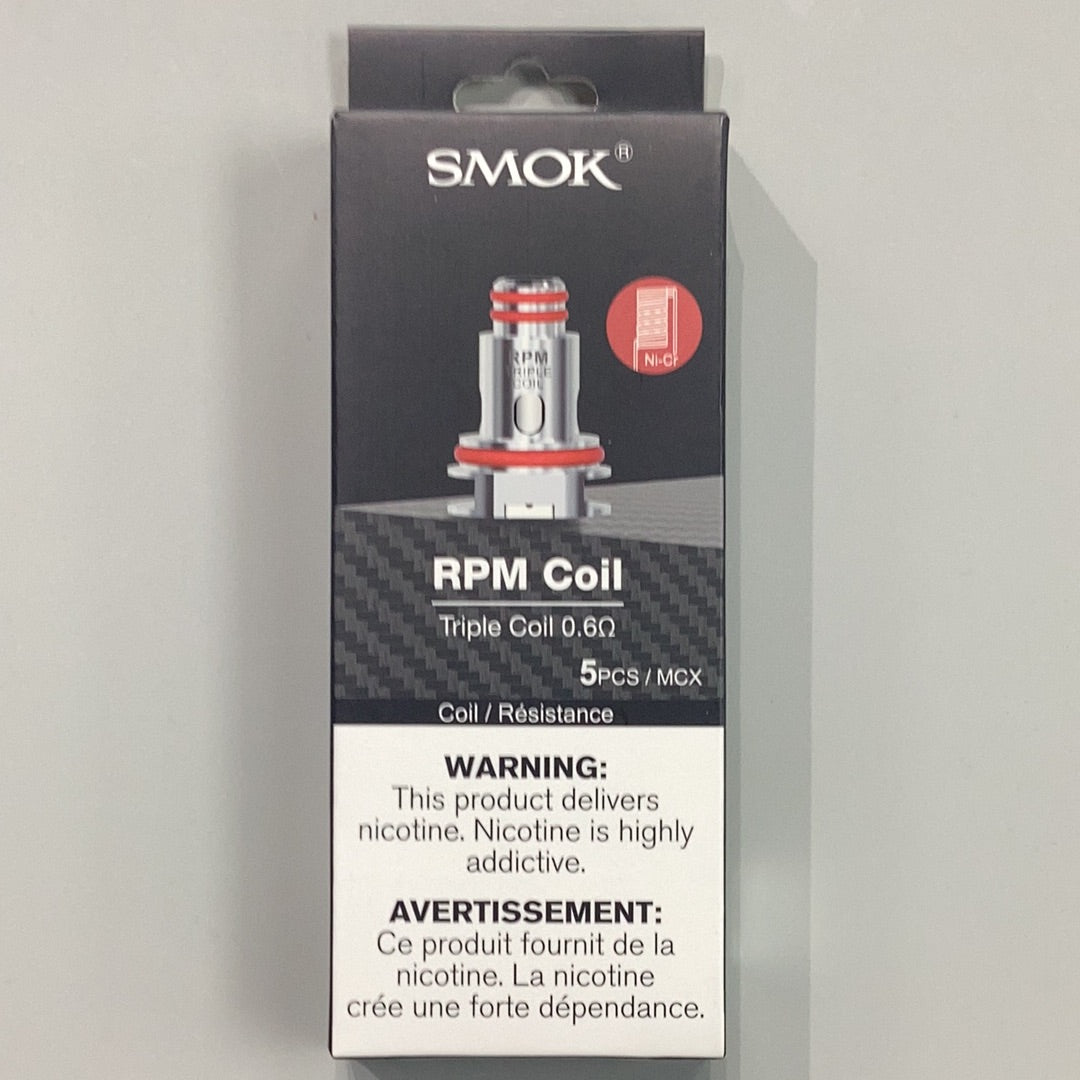 SMOK®
RPM
TRIPLE
COIL
Ni-Cr
RPM Coil
Triple Coil 0.6Ω
5PCS / MCX
Coil / Résistance
WARNING:
This product delivers
nicotine. Nicotine is highly
addictive.
AVERTISSEMENT:
Ce produit fournit de la
nicotine. La nicotine
crée une forte dépendance.